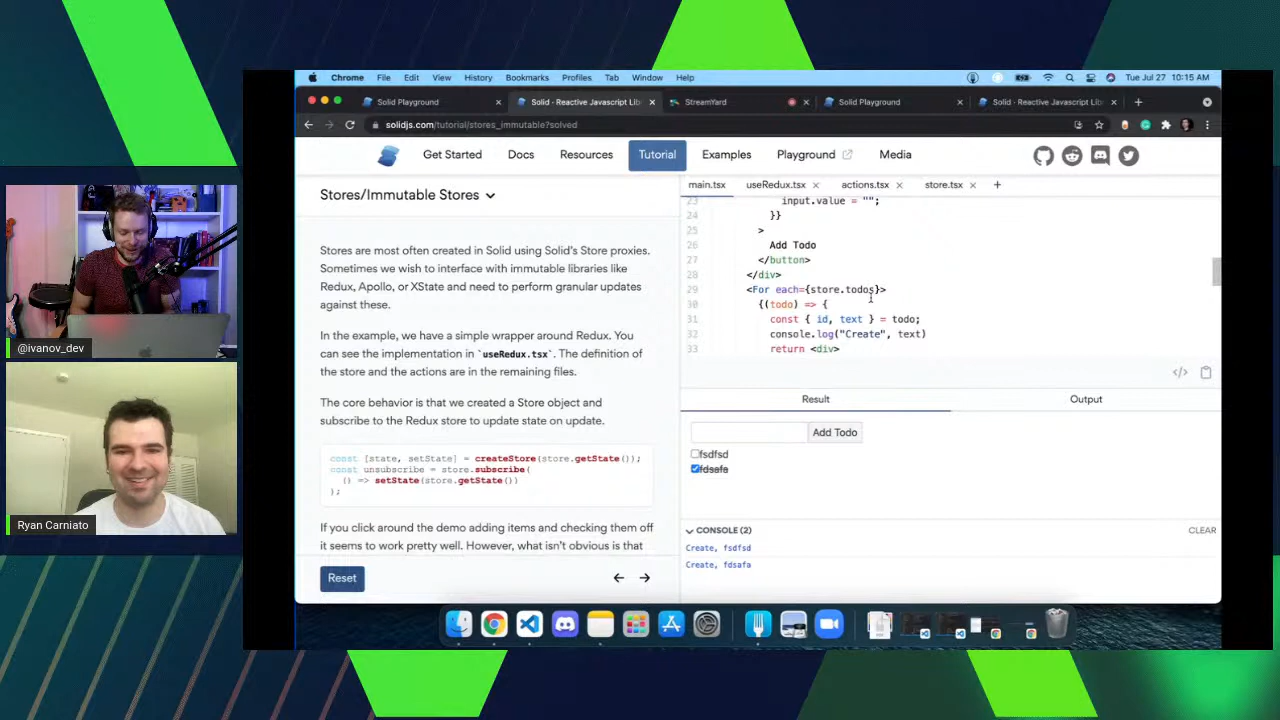 Chrome File Edit View History Bookmarks Profiles Tab Window Help
Tue Jul 27 10:15 AM
Solid Playground
Solid - Reactive Javascript Lib
StreamYard
Solid Playground
Solid - Reactive Javascript Lib
solidjs.com/tutorial/stores_immutable?solved
Get Started Docs Resources Tutorial Examples Playground Media
Stores/Immutable Stores
Stores are most often created in Solid using Solid's Store proxies.
Sometimes we wish to interface with immutable libraries like
Redux, Apollo, or XState and need to perform granular updates
against these.
In the example, we have a simple wrapper around Redux. You
can see the implementation in `useRedux.tsx`. The definition of
the store and the actions are in the remaining files.
The core behavior is that we created a Store object and
subscribe to the Redux store to update state on update.
const [state, setState] = createStore(store.getState());
const unsubscribe = store.subscribe(
() => setState(store.getState())
);
If you click around the demo adding items and checking them off
it seems to work pretty well. However, what isn't obvious is that
Reset
main.tsx useRedux.tsx actions.tsx store.tsx
23 input.value = "";
24 }}
25 >
26 Add Todo
27 </button>
28 </div>
29 <For each={store.todos}>
30 {(todo) => {
31 const { id, text } = todo;
32 console.log("Create", text)
33 return <div>
Result Output
Add Todo
fsdfsd
fdsafa
CONSOLE (2) CLEAR
Create, fsdfsd
Create, fdsafa
@ivanov_dev
Ryan Carniato